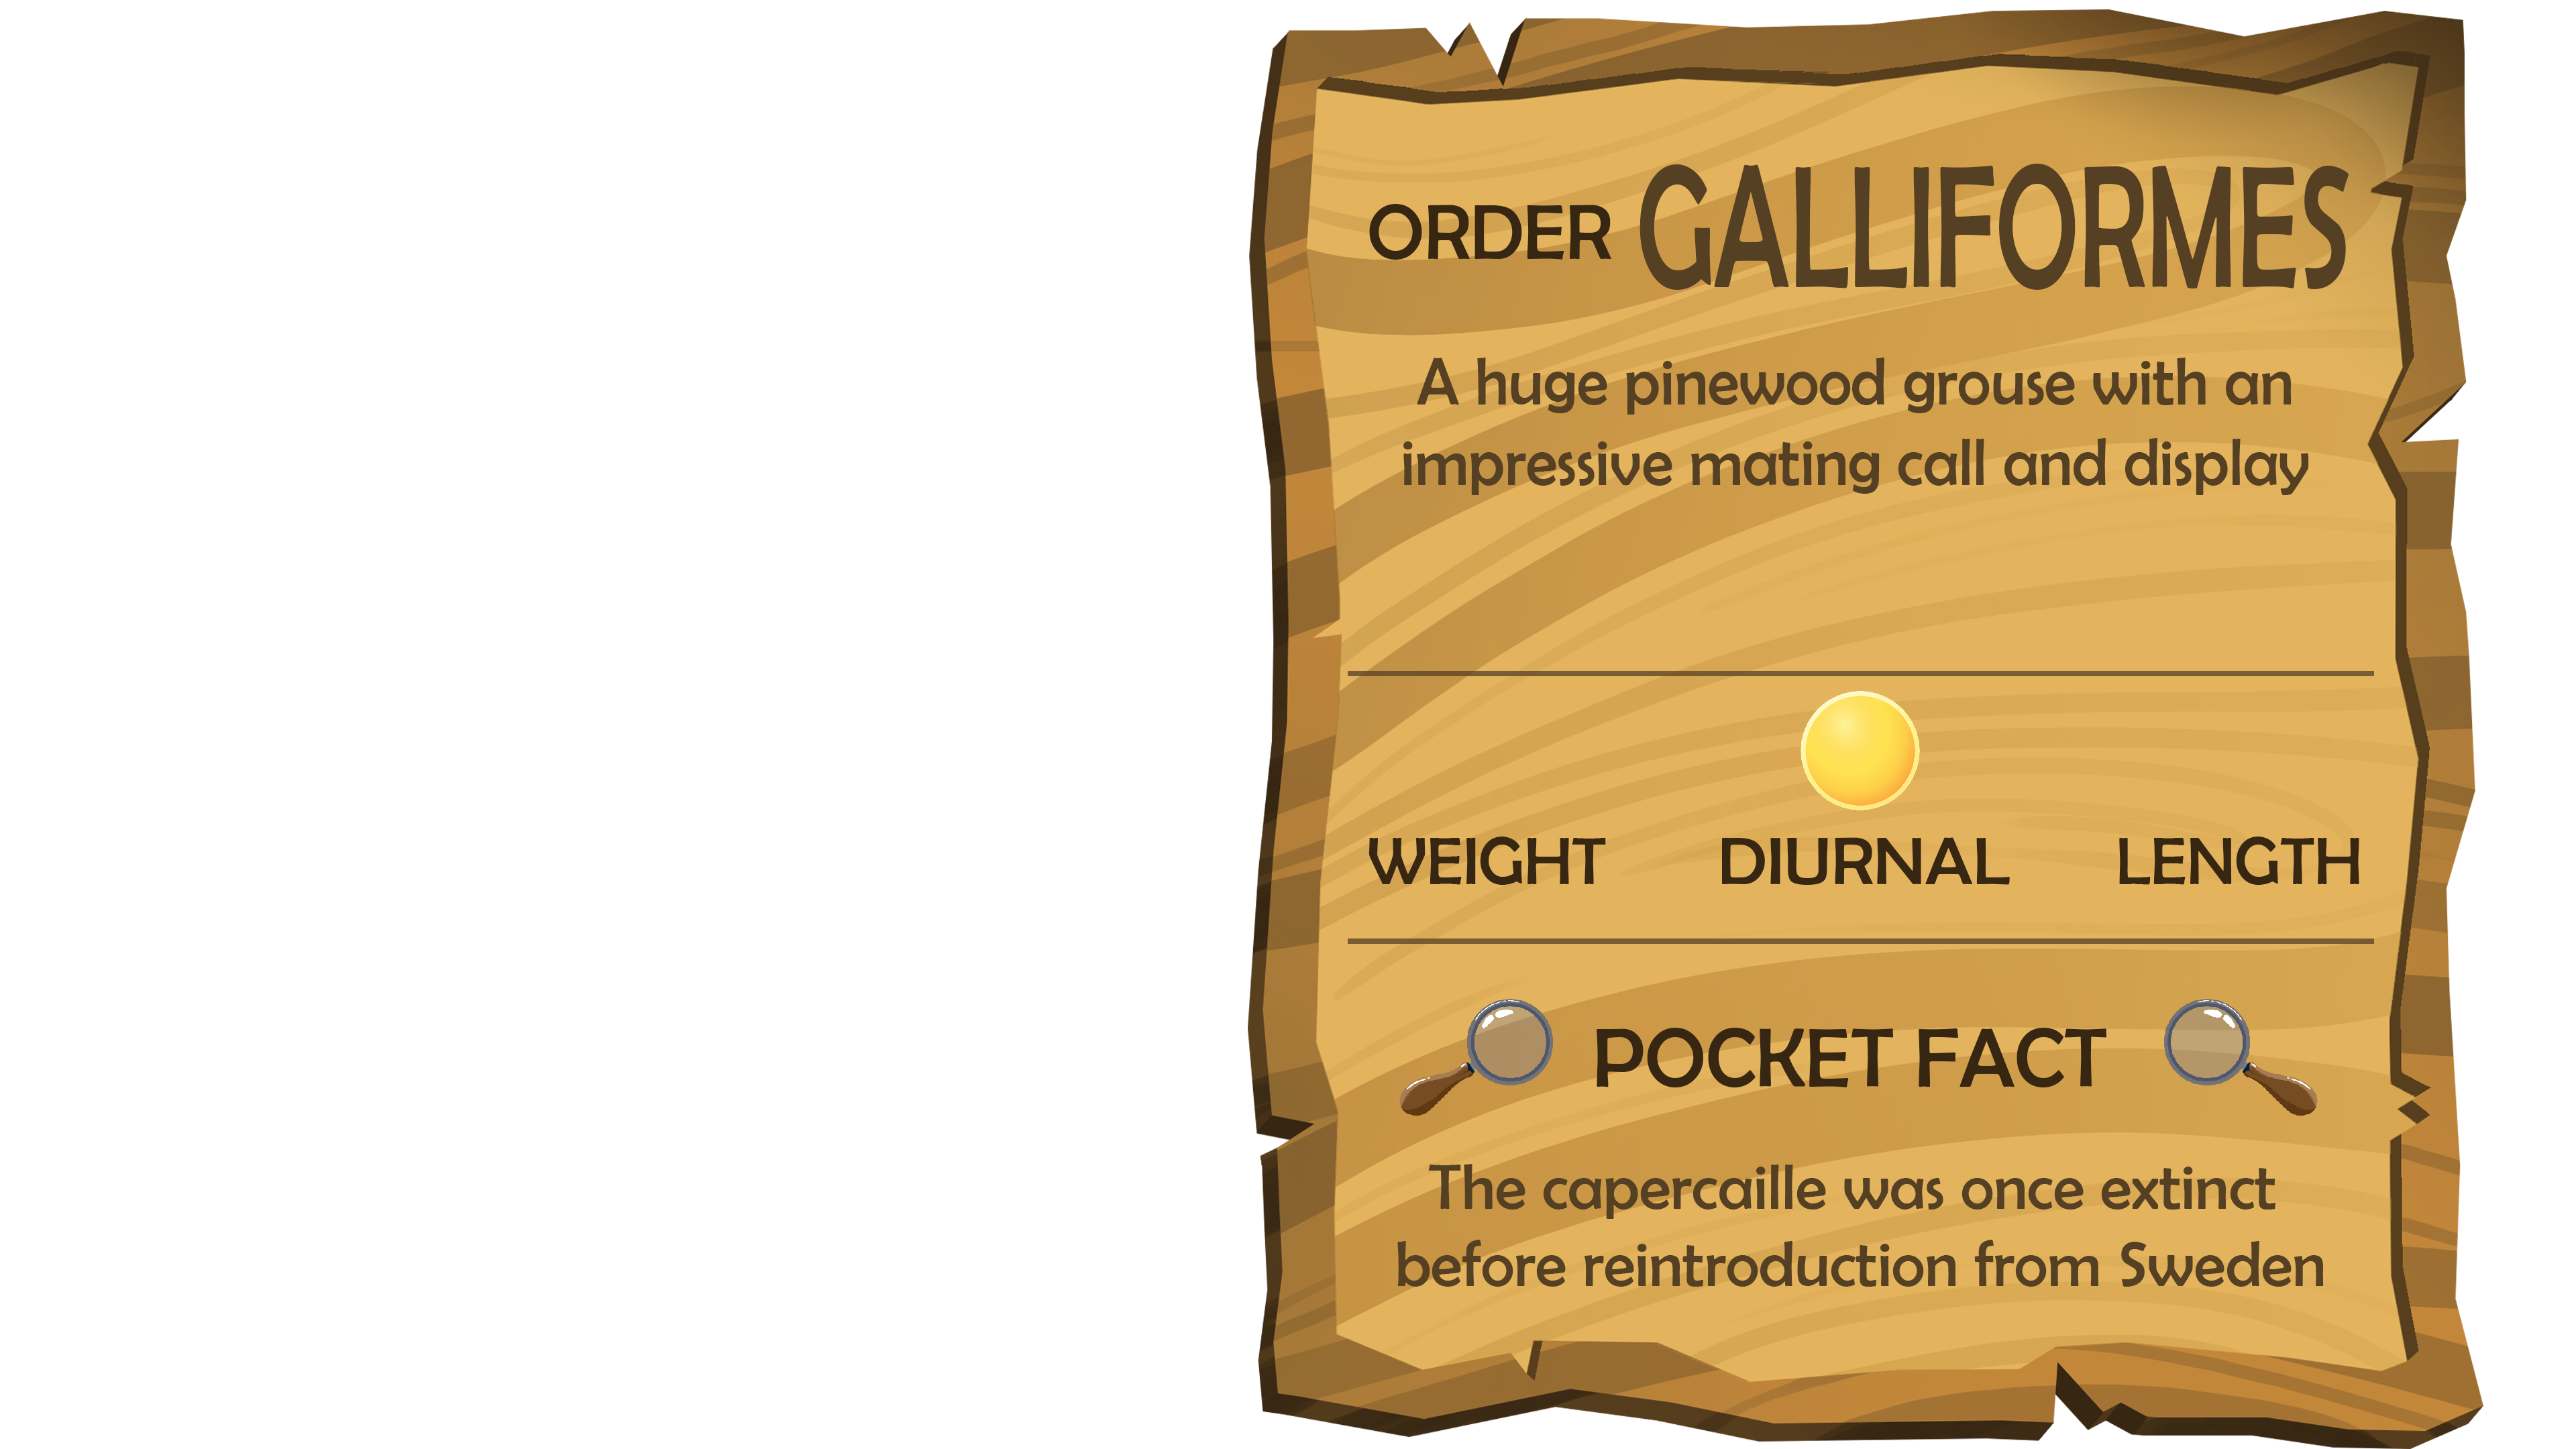 ORDER GALLIFORMES
A huge pinewood grouse with an
impressive mating call and display
WEIGHT DIURNAL LENGTH
POCKET FACT
The capercaille was once extinct
before reintroduction from Sweden